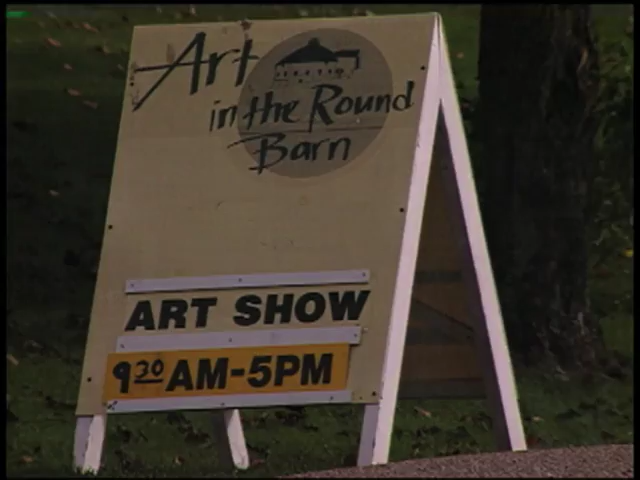 Art
in the Round
Barn
ART SHOW
9 30 AM-5PM